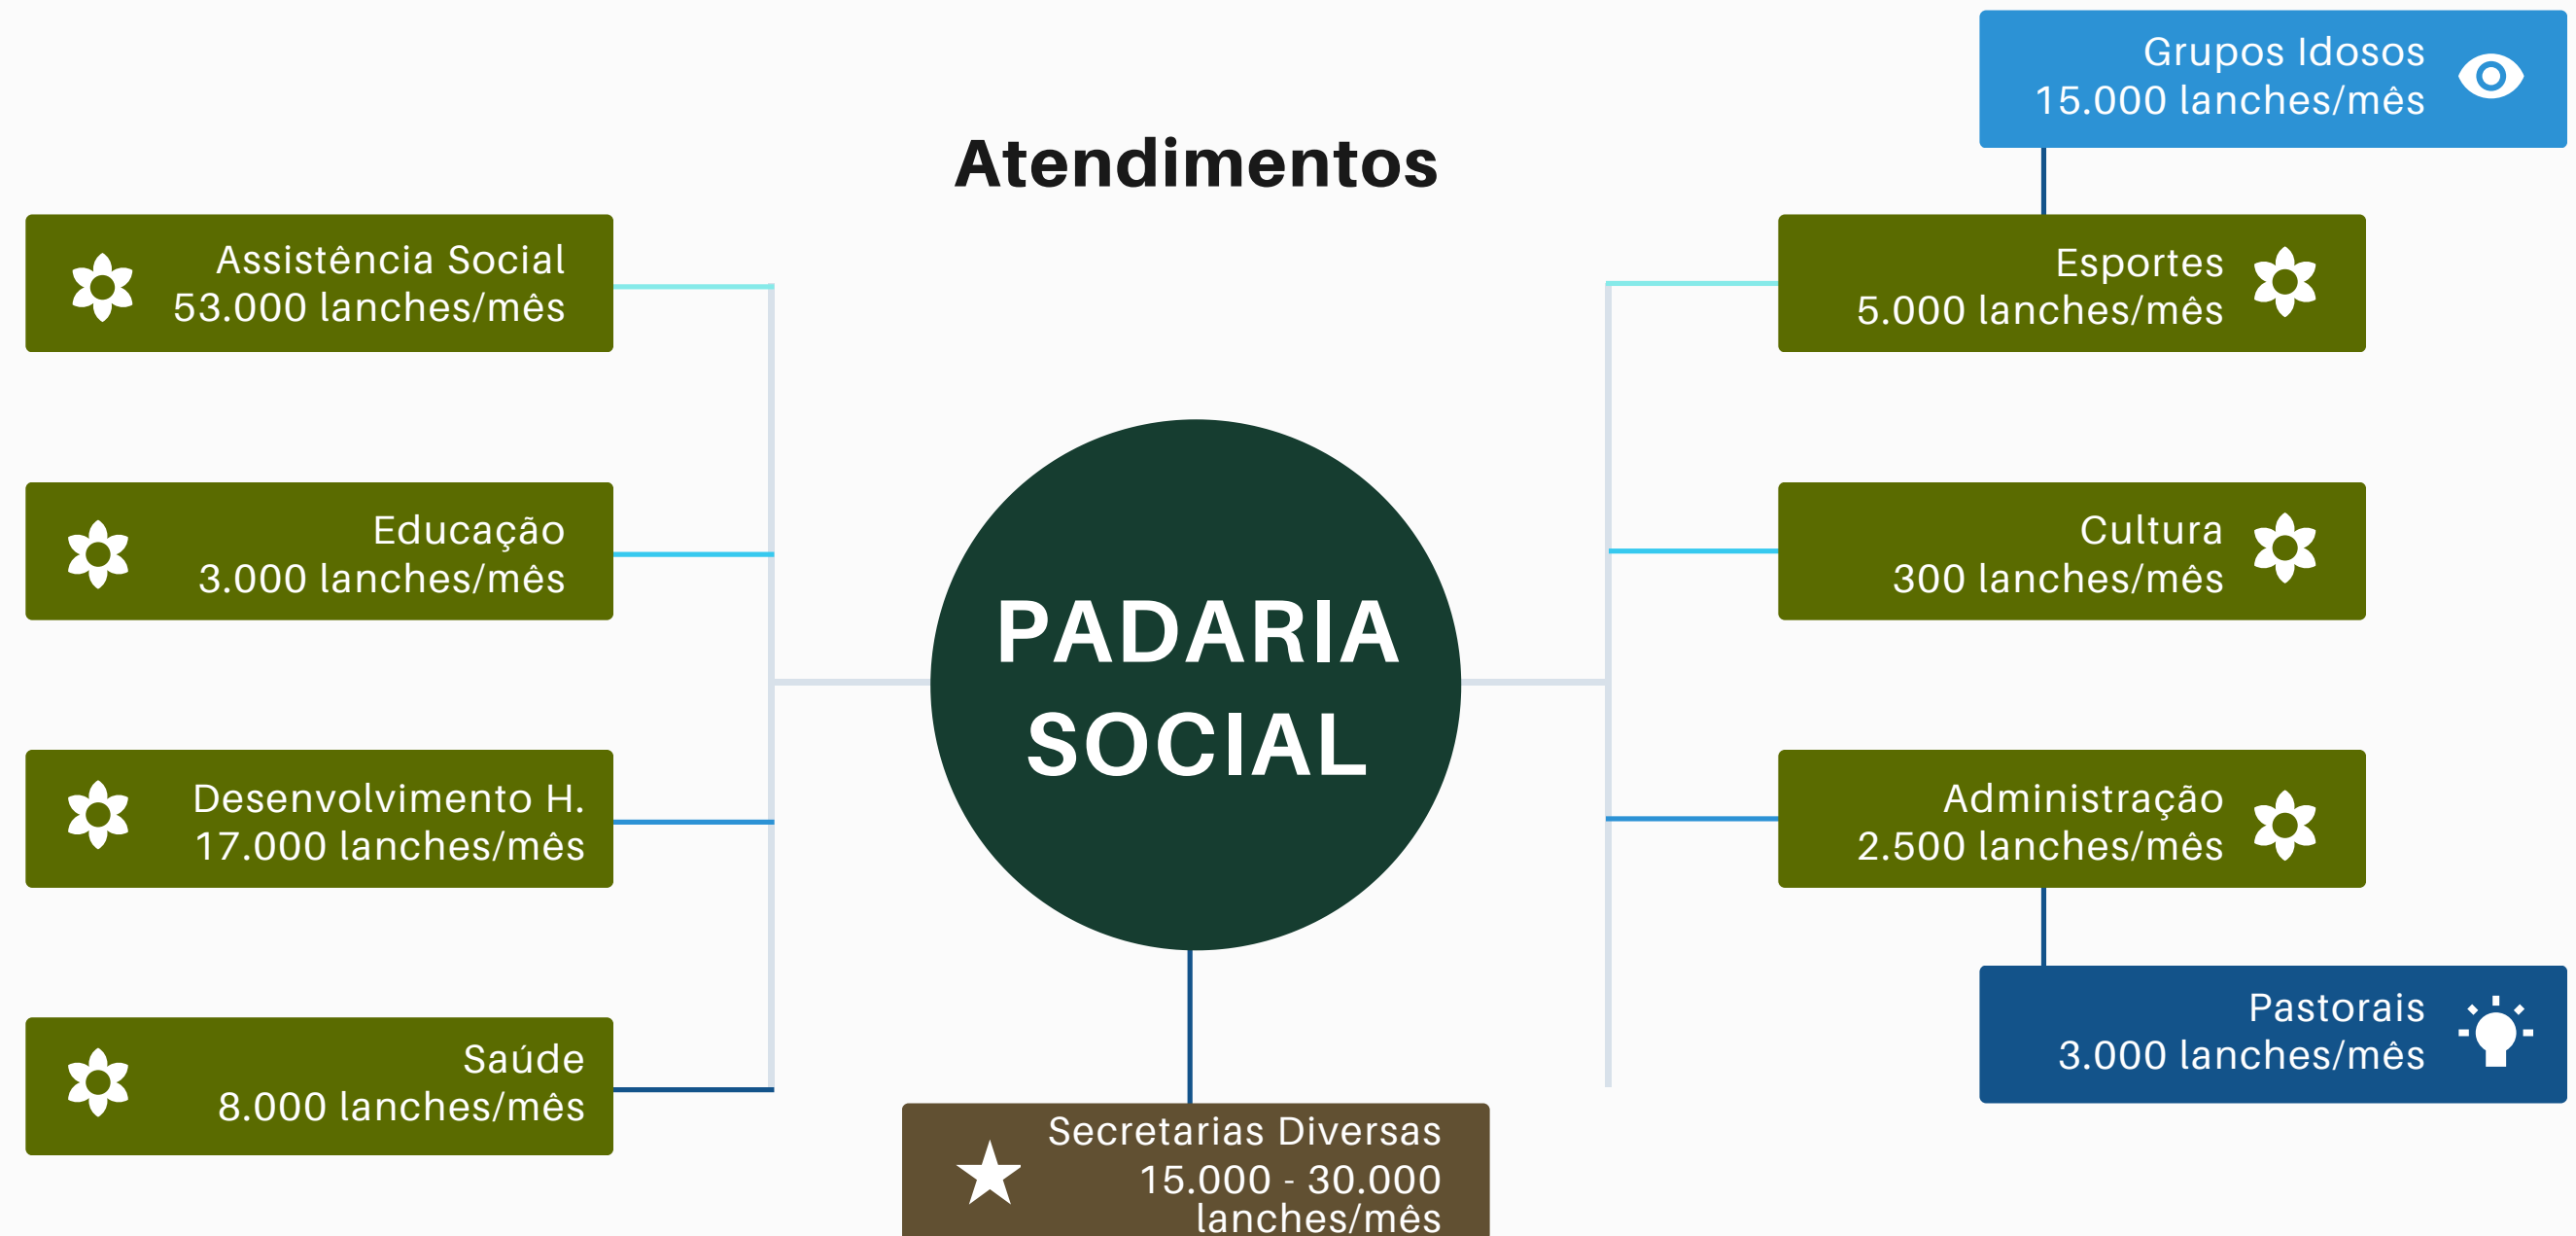 Atendimentos
Assistência Social
53.000 lanches/mês
Educação
3.000 lanches/mês
Desenvolvimento H.
17.000 lanches/mês
Saúde
8.000 lanches/mês
PADARIA
SOCIAL
Secretarias Diversas
15.000 - 30.000
lanches/mês
Grupos Idosos
15.000 lanches/mês
Esportes
5.000 lanches/mês
Cultura
300 lanches/mês
Administração
2.500 lanches/mês
Pastorais
3.000 lanches/mês